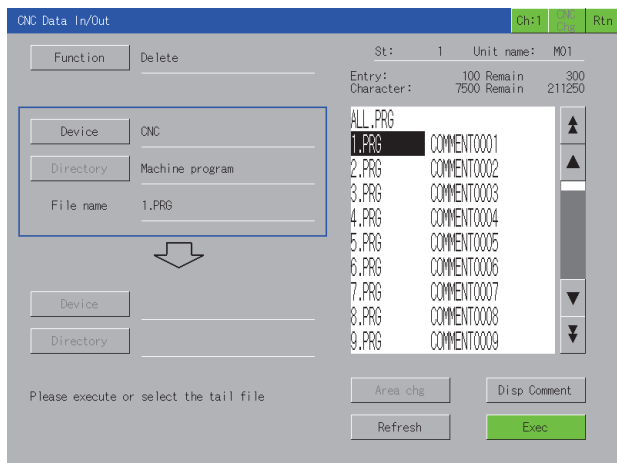 CNC Data In/Out Ch:1 CNC Chg Rtn
Function Delete
St: 1 Unit name: M01
Entry: 100 Remain 300
Character: 7500 Remain 211250
Device CNC
Directory Machine program
File name 1.PRG
Device
Directory
Please execute or select the tail file
ALL.PRG
1.PRG COMMENT0001
2.PRG COMMENT0002
3.PRG COMMENT0003
4.PRG COMMENT0004
5.PRG COMMENT0005
6.PRG COMMENT0006
7.PRG COMMENT0007
8.PRG COMMENT0008
9.PRG COMMENT0009
Area chg Disp Comment
Refresh Exec